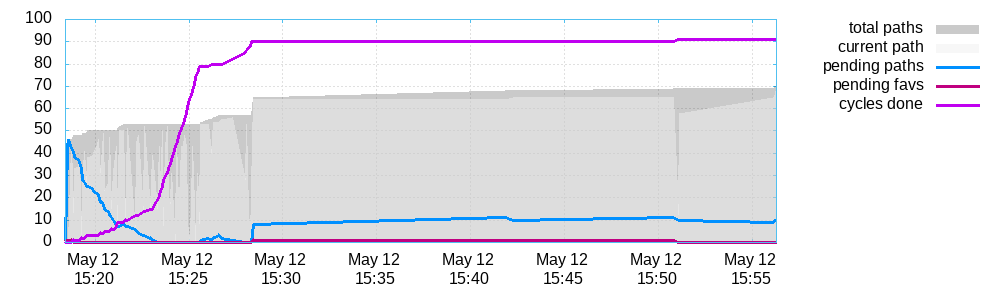 100
90
80
70
60
50
40
30
20
10
0
May 12 May 12 May 12 May 12 May 12 May 12 May 12 May 12
15:20 15:25 15:30 15:35 15:40 15:45 15:50 15:55
total paths
current path
pending paths
pending favs
cycles done